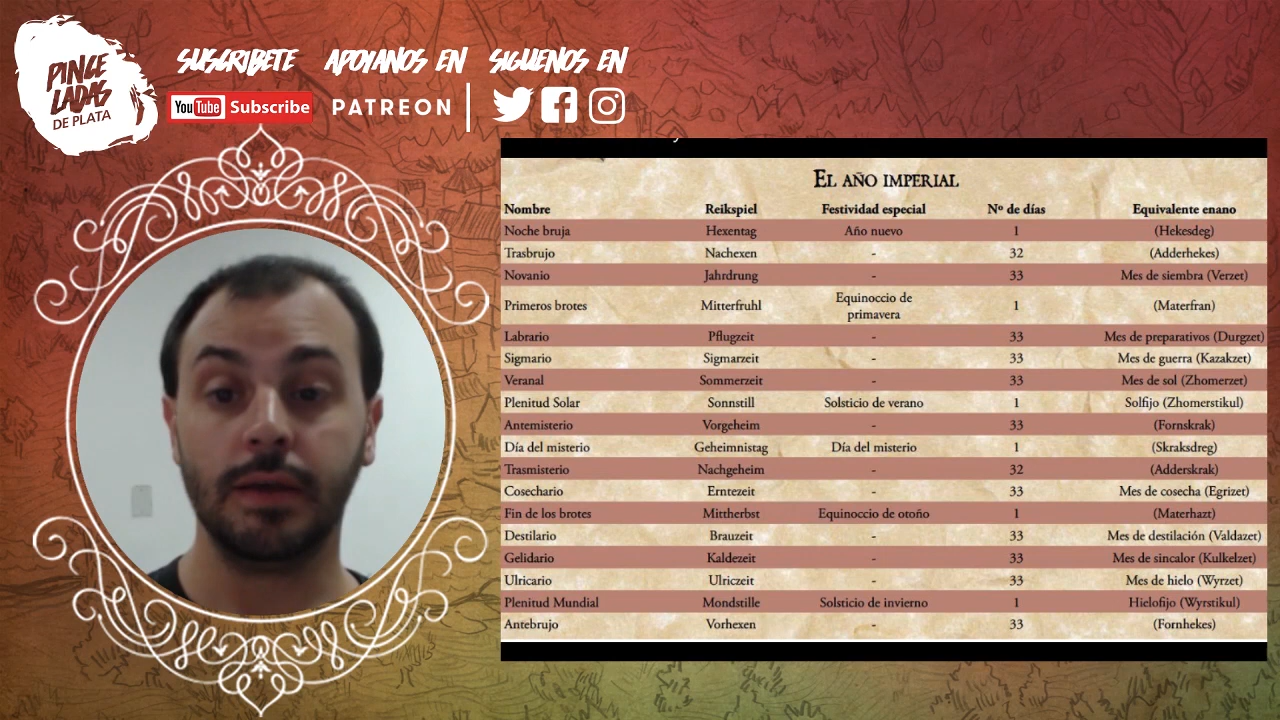 PINCE
LADAS
DE PLATA
SUSCRIBETE APOYANOS EN SIGUENOS EN
YouTube Subscribe PATREON
EL AÑO IMPERIAL
Nombre Reikspiel Festividad especial Nº de días Equivalente enano
Noche bruja Hexentag Año nuevo 1 (Hekesdeg)
Trasbrujo Nachexen - 32 (Adderhekes)
Novanio Jahrdrung - 33 Mes de siembra (Verzet)
Primeros brotes Mitterfruhl Equinoccio de primavera 1 (Materfran)
Labrario Pflugzeit - 33 Mes de preparativos (Durgzet)
Sigmario Sigmarzeit - 33 Mes de guerra (Kazakzet)
Veranal Sommerzeit - 33 Mes de sol (Zhomerzet)
Plenitud Solar Sonnstill Solsticio de verano 1 Solfijo (Zhomerstikul)
Antemisterio Vorgeheim - 33 (Fornskrak)
Día del misterio Geheimnistag Día del misterio 1 (Skraksdreg)
Trasmisterio Nachgeheim - 32 (Adderskrak)
Cosechario Erntezeit - 33 Mes de cosecha (Egrizet)
Fin de los brotes Mittherbst Equinoccio de otoño 1 (Materhazt)
Destilario Brauzeit - 33 Mes de destilación (Valdazet)
Gelidario Kaldezeit - 33 Mes de sincalor (Kulkelzet)
Ulricario Ulriczeit - 33 Mes de hielo (Wyrzet)
Plenitud Mundial Mondstille Solsticio de invierno 1 Hielofijo (Wyrstikul)
Antebrujo Vorhexen - 33 (Fornhekes)